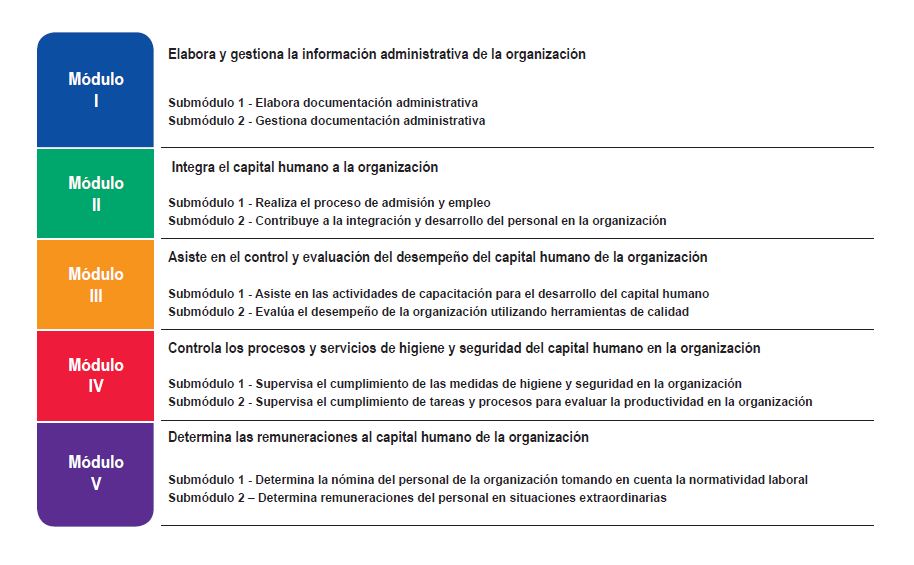 Módulo
I
Elabora y gestiona la información administrativa de la organización
Submódulo 1 - Elabora documentación administrativa
Submódulo 2 - Gestiona documentación administrativa
Módulo
II
Integra el capital humano a la organización
Submódulo 1 - Realiza el proceso de admisión y empleo
Submódulo 2 - Contribuye a la integración y desarrollo del personal en la organización
Módulo
III
Asiste en el control y evaluación del desempeño del capital humano de la organización
Submódulo 1 - Asiste en las actividades de capacitación para el desarrollo del capital humano
Submódulo 2 - Evalúa el desempeño de la organización utilizando herramientas de calidad
Módulo
IV
Controla los procesos y servicios de higiene y seguridad del capital humano en la organización
Submódulo 1 - Supervisa el cumplimiento de las medidas de higiene y seguridad en la organización
Submódulo 2 - Supervisa el cumplimiento de tareas y procesos para evaluar la productividad en la organización
Módulo
V
Determina las remuneraciones al capital humano de la organización
Submódulo 1 - Determina la nómina del personal de la organización tomando en cuenta la normatividad laboral
Submódulo 2 – Determina remuneraciones del personal en situaciones extraordinarias